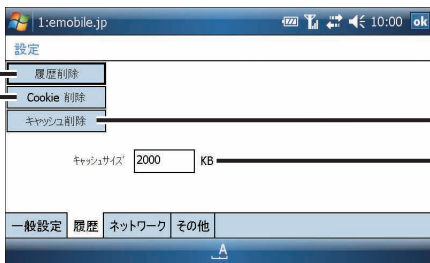 1:emobile.jp 10:00 ok
設定
履歴削除
Cookie 削除
キャッシュ削除
キャッシュサイズ 2000 KB
一般設定 履歴 ネットワーク その他
A